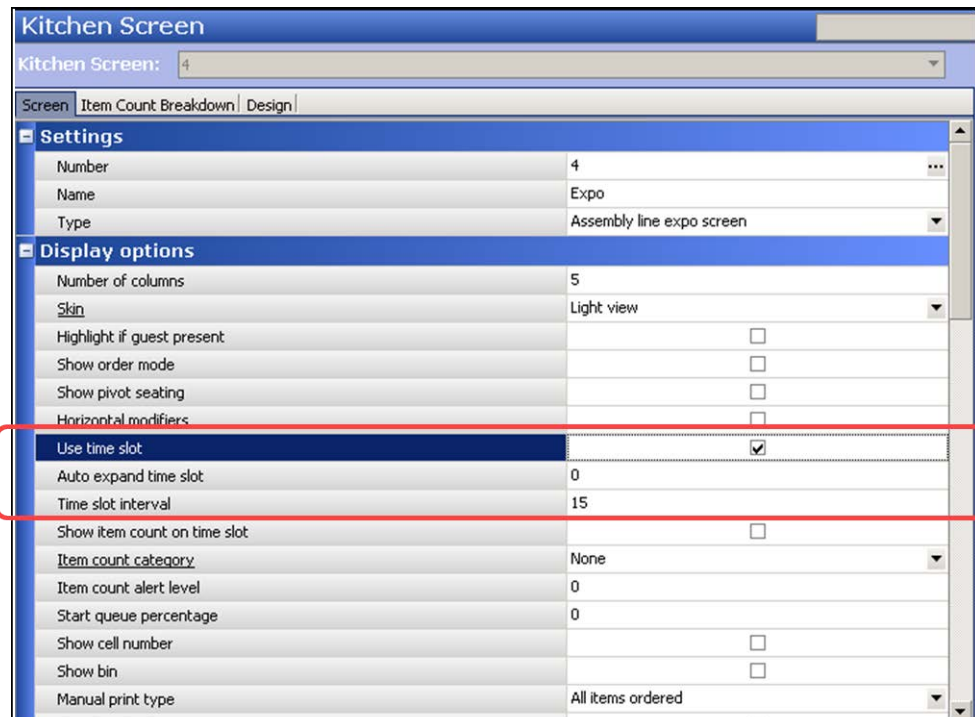 Kitchen Screen
Kitchen Screen: 4
Screen Item Count Breakdown Design
Settings
Number 4 ...
Name Expo
Type Assembly line expo screen
Display options
Number of columns 5
Skin Light view
Highlight if guest present
Show order mode
Show pivot seating
Horizontal modifiers
Use time slot
Auto expand time slot 0
Time slot interval 15
Show item count on time slot
Item count category None
Item count alert level 0
Start queue percentage 0
Show cell number
Show bin
Manual print type All items ordered